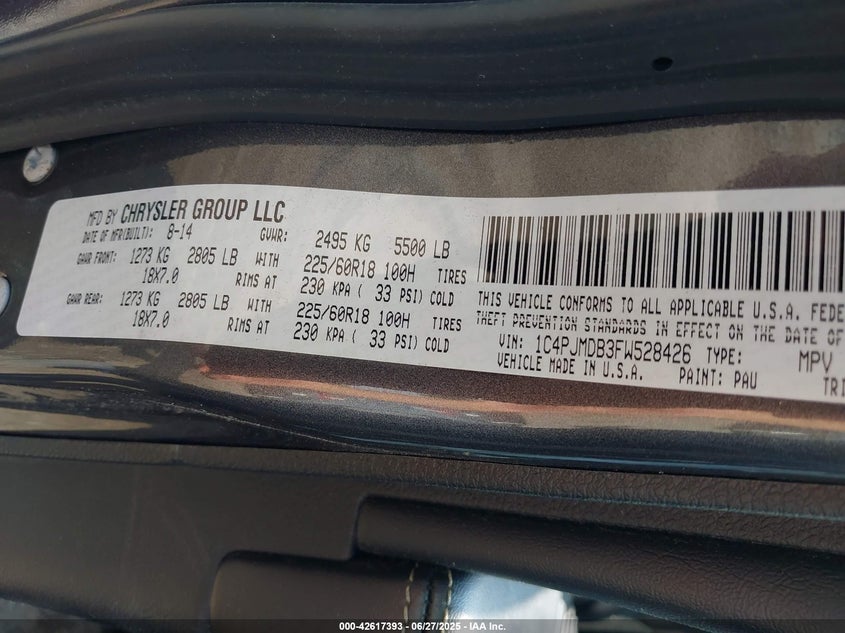 MFD BY CHRYSLER GROUP LLC
DATE OF MFR(BUILT): 8-14 GVWR: 2495 KG 5500 LB
GAWR FRONT: 1273 KG 2805 LB WITH 225/60R18 100H TIRES
18X7.0 RIMS AT 230 KPA ( 33 PSI) COLD
GAWR REAR: 1273 KG 2805 LB WITH 225/60R18 100H TIRES
18X7.0 RIMS AT 230 KPA ( 33 PSI) COLD
THIS VEHICLE CONFORMS TO ALL APPLICABLE U.S.A. FEDE
THEFT PREVENTION STANDARDS IN EFFECT ON THE DATE OF
VIN: 1C4PJMDB3FW528426 TYPE: MPV
VEHICLE MADE IN U.S.A. PAINT: PAU TRI
000-42617393 - 06/27/2025 - IAA Inc.